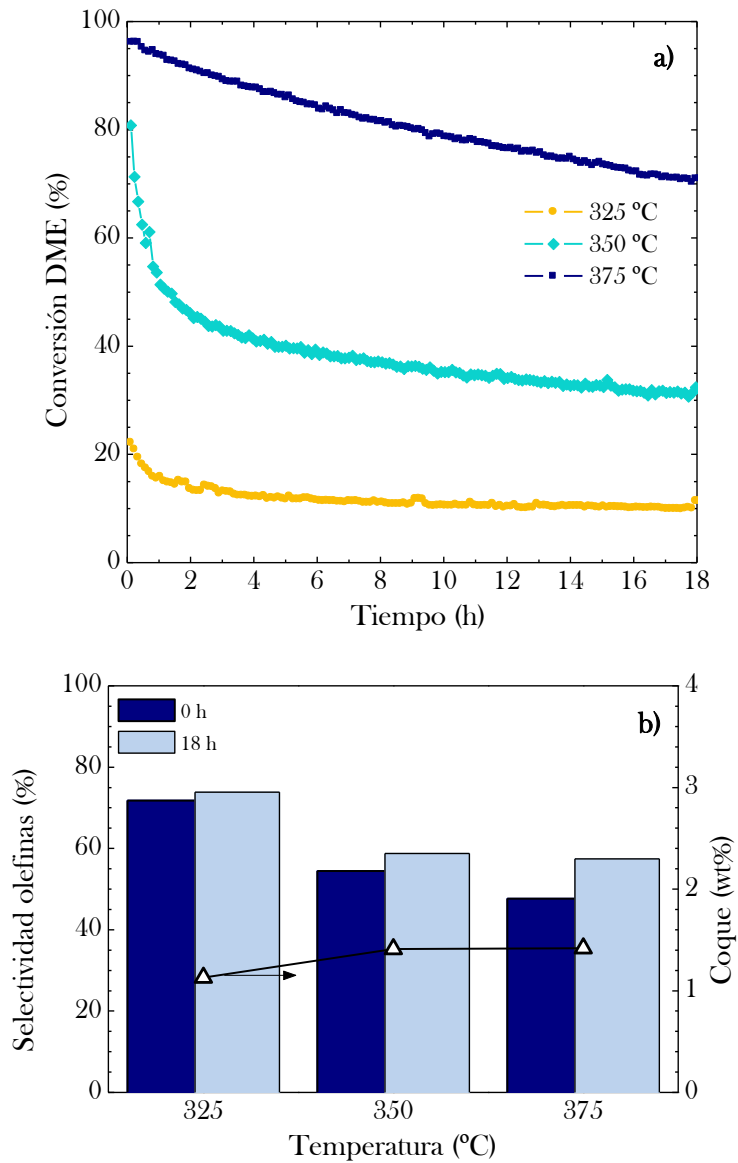 100
80
60
40
20
0
Conversión DME (%)
a)
325 ºC
350 ºC
375 ºC
0 2 4 6 8 10 12 14 16 18
Tiempo (h)
100
80
60
40
20
0
Selectividad olefinas (%)
0 h
18 h
b)
4
3
2
1
0
Coque (wt%)
325 350 375
Temperatura (ºC)